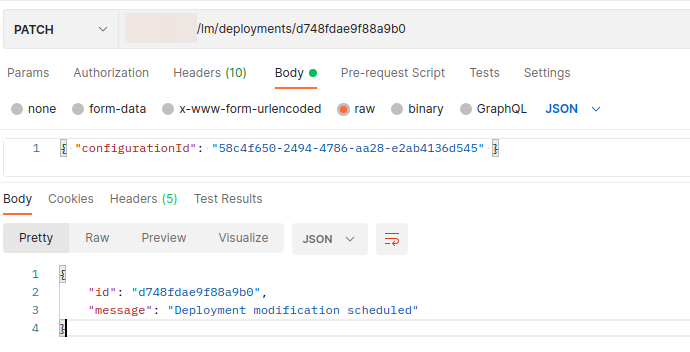 PATCH /lm/deployments/d748fdae9f88a9b0
Params Authorization Headers (10) Body Pre-request Script Tests Settings
none form-data x-www-form-urlencoded raw binary GraphQL JSON
1 { "configurationId": "58c4f650-2494-4786-aa28-e2ab4136d545" }
Body Cookies Headers (5) Test Results
Pretty Raw Preview Visualize JSON
1 {
2 "id": "d748fdae9f88a9b0",
3 "message": "Deployment modification scheduled"
4 }